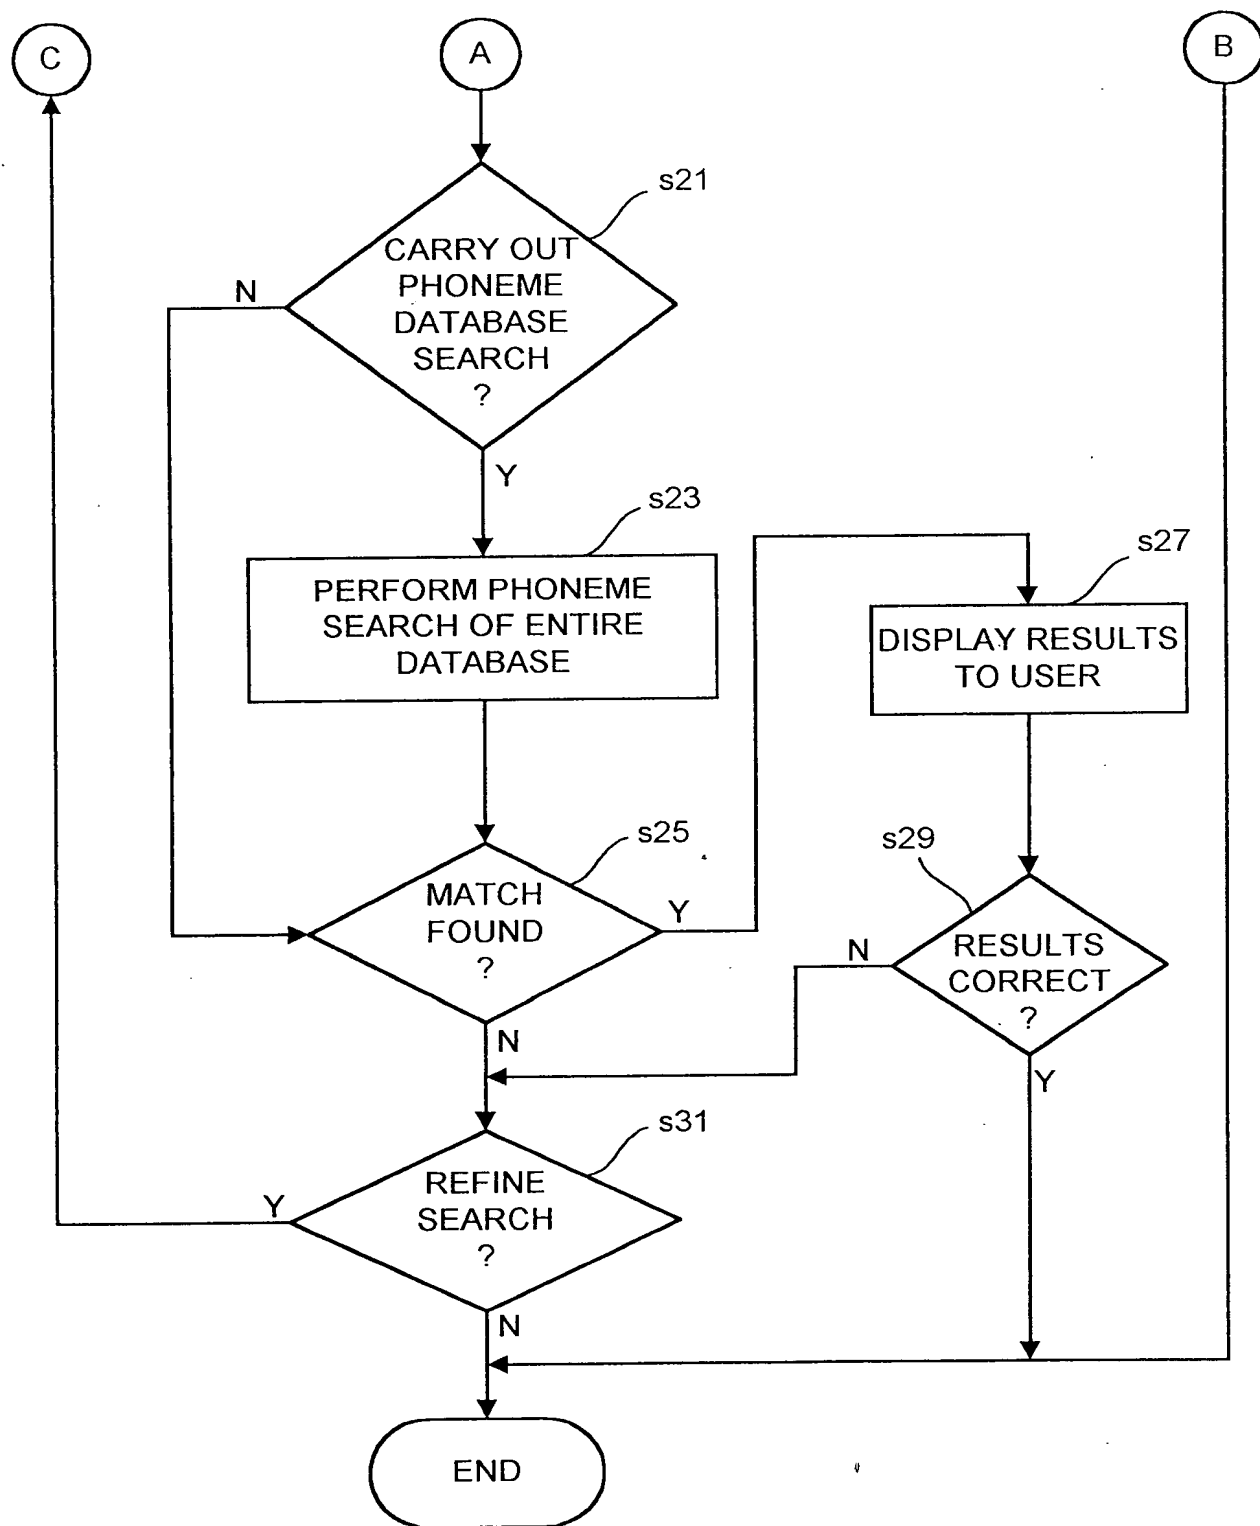 C
A
B
s21
CARRY OUT
PHONEME
DATABASE
SEARCH
?
N
Y
s23
PERFORM PHONEME
SEARCH OF ENTIRE
DATABASE
s27
DISPLAY RESULTS
TO USER
s25
MATCH
FOUND
?
Y
N
s29
RESULTS
CORRECT
?
N
Y
s31
REFINE
SEARCH
?
Y
N
END